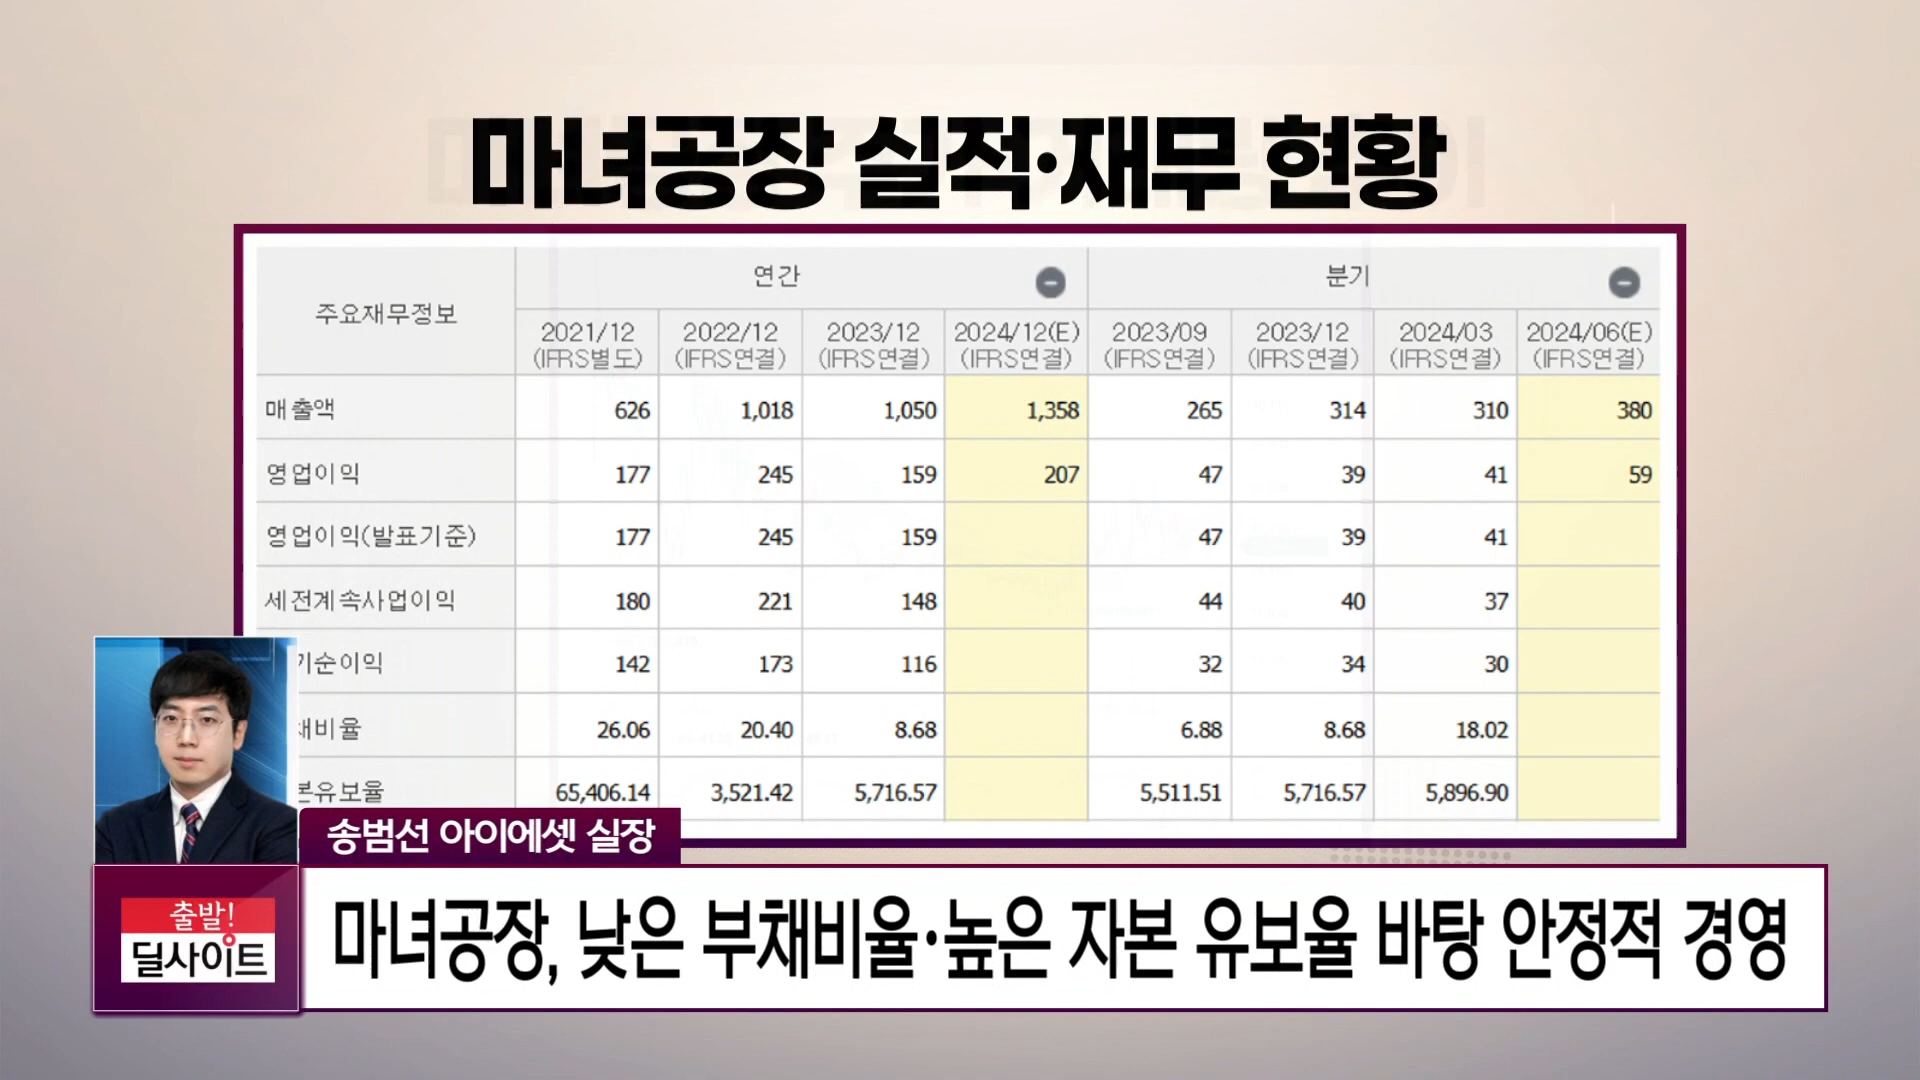 마녀공장 실적·재무 현황
주요재무정보 연간 분기
2021/12 (IFRS별도) 2022/12 (IFRS연결) 2023/12 (IFRS연결) 2024/12(E) (IFRS연결) 2023/09 (IFRS연결) 2023/12 (IFRS연결) 2024/03 (IFRS연결) 2024/06(E) (IFRS연결)
매출액 626 1,018 1,050 1,358 265 314 310 380
영업이익 177 245 159 207 47 39 41 59
영업이익(발표기준) 177 245 159 47 39 41
세전계속사업이익 180 221 148 44 40 37
기순이익 142 173 116 32 34 30
채비율 26.06 20.40 8.68 6.88 8.68 18.02
본유보율 65,406.14 3,521.42 5,716.57 5,511.51 5,716.57 5,896.90
송범선 아이에셋 실장
출발!
딜사이트
마녀공장, 낮은 부채비율·높은 자본 유보율 바탕 안정적 경영